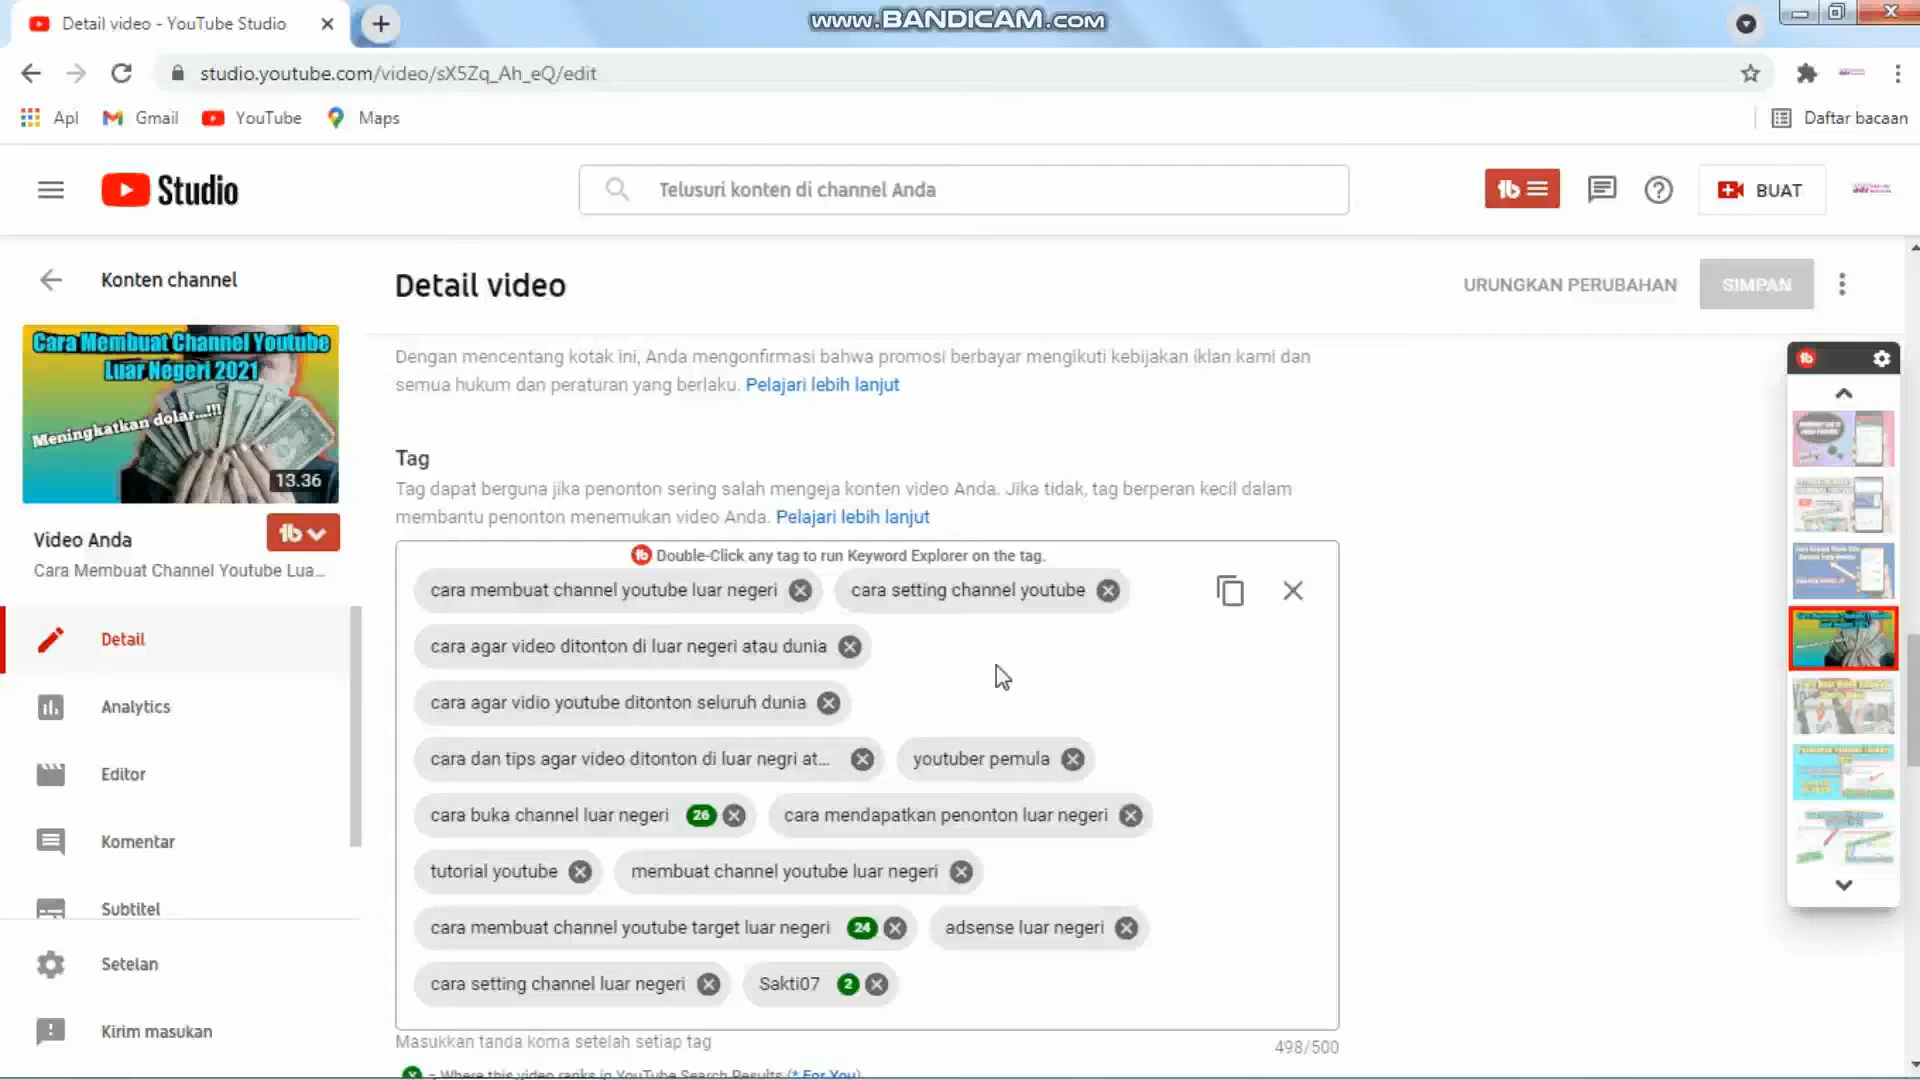 Detail video - YouTube Studio
www.BANDICAM.com
studio.youtube.com/video/sX5Zq_Ah_eQ/edit
Apl
Gmail
YouTube
Maps
Daftar bacaan
Studio
Telusuri konten di channel Anda
BUAT
Konten channel
Detail video
URUNGKAN PERUBAHAN
SIMPAN
Cara Membuat Channel Youtube
Luar Negeri 2021
Meningkatkan dolar...!!!
13.36
Video Anda
Cara Membuat Channel Youtube Lua...
Detail
Analytics
Editor
Komentar
Subtitel
Setelan
Kirim masukan
Dengan mencentang kotak ini, Anda mengonfirmasi bahwa promosi berbayar mengikuti kebijakan iklan kami dan
semua hukum dan peraturan yang berlaku. Pelajari lebih lanjut
Tag
Tag dapat berguna jika penonton sering salah mengeja konten video Anda. Jika tidak, tag berperan kecil dalam
membantu penonton menemukan video Anda. Pelajari lebih lanjut
Double-Click any tag to run Keyword Explorer on the tag.
cara membuat channel youtube luar negeri
cara setting channel youtube
cara agar video ditonton di luar negeri atau dunia
cara agar vidio youtube ditonton seluruh dunia
cara dan tips agar video ditonton di luar negri at...
youtuber pemula
cara buka channel luar negeri 26
cara mendapatkan penonton luar negeri
tutorial youtube
membuat channel youtube luar negeri
cara membuat channel youtube target luar negeri 24
adsense luar negeri
cara setting channel luar negeri
Sakti07 2
Masukkan tanda koma setelah setiap tag
498/500
= Where this video ranks in YouTube Search Results (* For You)